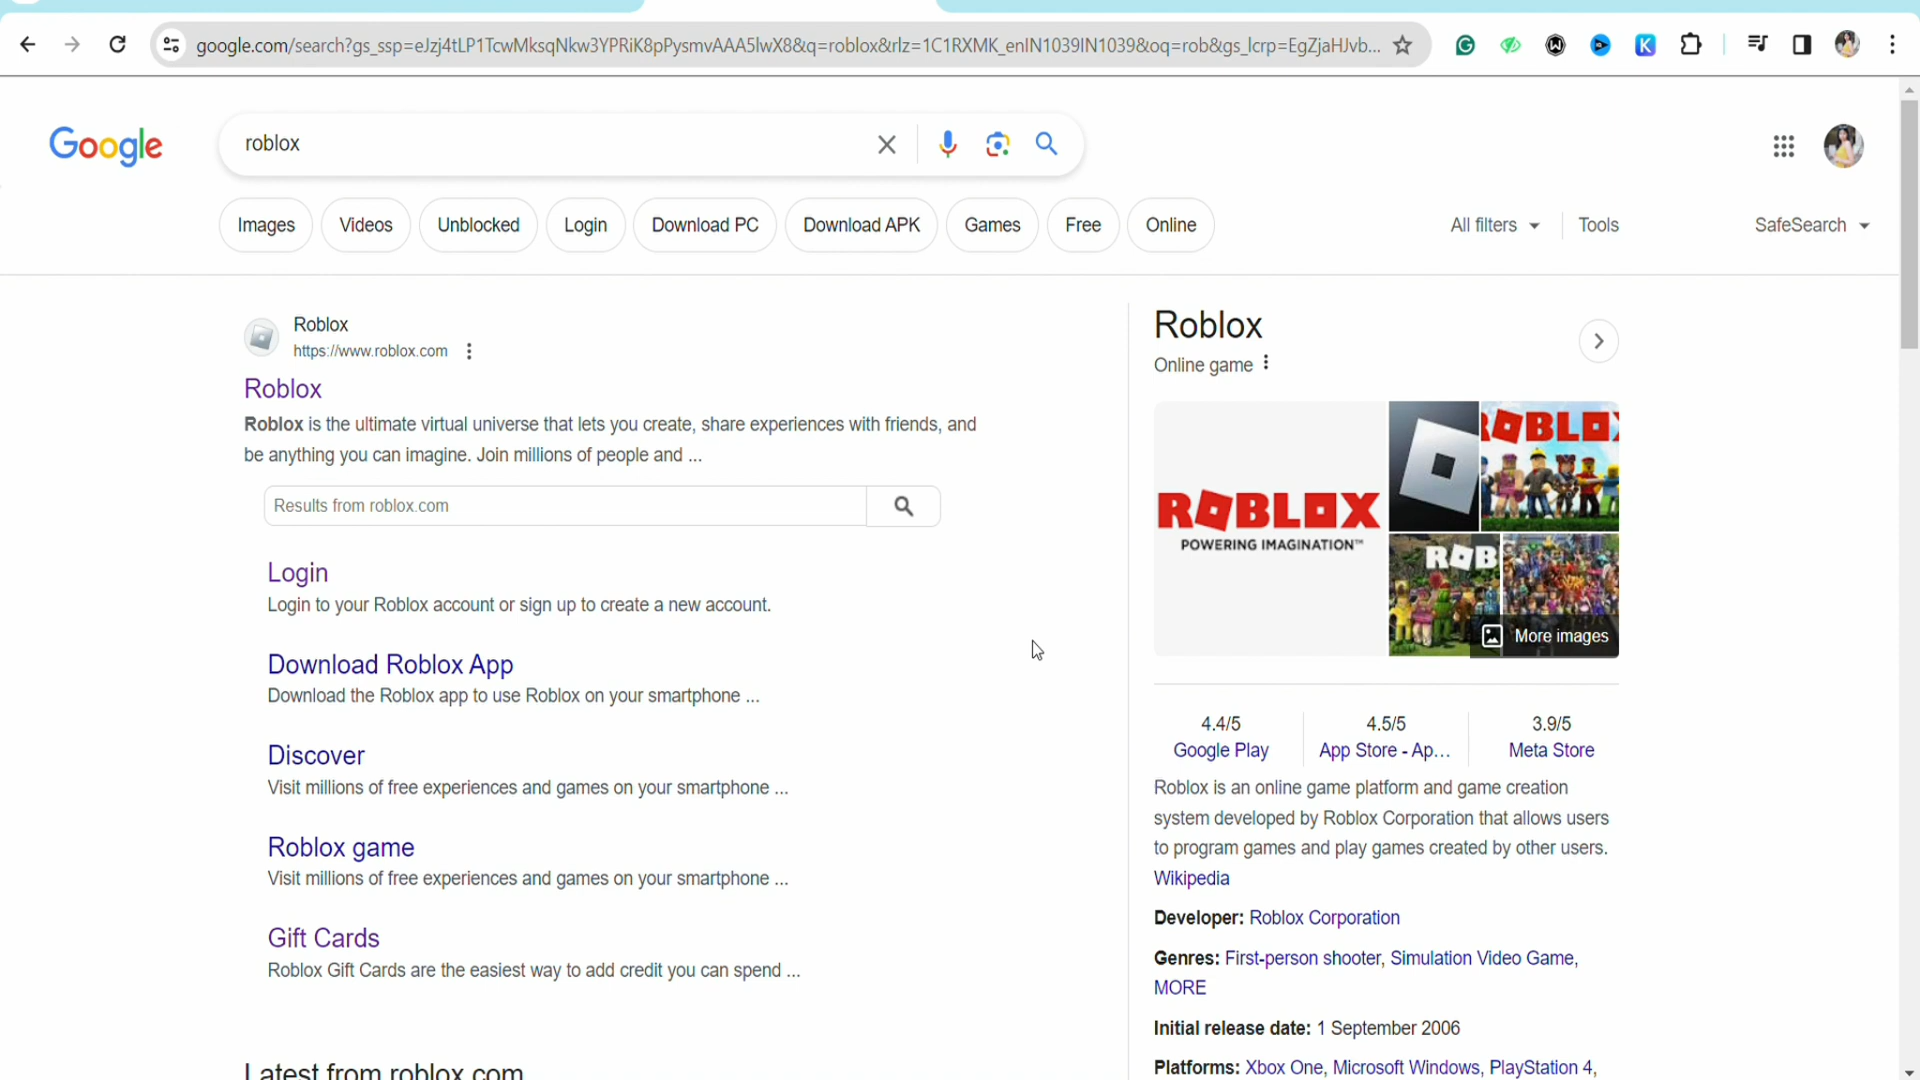 google.com/search?gs_ssp=eJzj4tLP1TcwMksqNkw3YPRiK8pPysmvAAA5lwX8&q=roblox&rlz=1C1RXMK_enIN1039IN1039&oq=rob&gs_lcrp=EgZjaHJvb...
Google
roblox
Images
Videos
Unblocked
Login
Download PC
Download APK
Games
Free
Online
All filters
Tools
SafeSearch
Roblox
https://www.roblox.com
Roblox
Roblox is the ultimate virtual universe that lets you create, share experiences with friends, and
be anything you can imagine. Join millions of people and ...
Results from roblox.com
Login
Login to your Roblox account or sign up to create a new account.
Download Roblox App
Download the Roblox app to use Roblox on your smartphone ...
Discover
Visit millions of free experiences and games on your smartphone ...
Roblox game
Visit millions of free experiences and games on your smartphone ...
Gift Cards
Roblox Gift Cards are the easiest way to add credit you can spend ...
Latest from roblox.com
Roblox
Online game
ROBLOX
POWERING IMAGINATION™
ROBLOX
ROB
More images
4.4/5
Google Play
4.5/5
App Store - Ap...
3.9/5
Meta Store
Roblox is an online game platform and game creation
system developed by Roblox Corporation that allows users
to program games and play games created by other users.
Wikipedia
Developer: Roblox Corporation
Genres: First-person shooter, Simulation Video Game,
MORE
Initial release date: 1 September 2006
Platforms: Xbox One, Microsoft Windows, PlayStation 4,